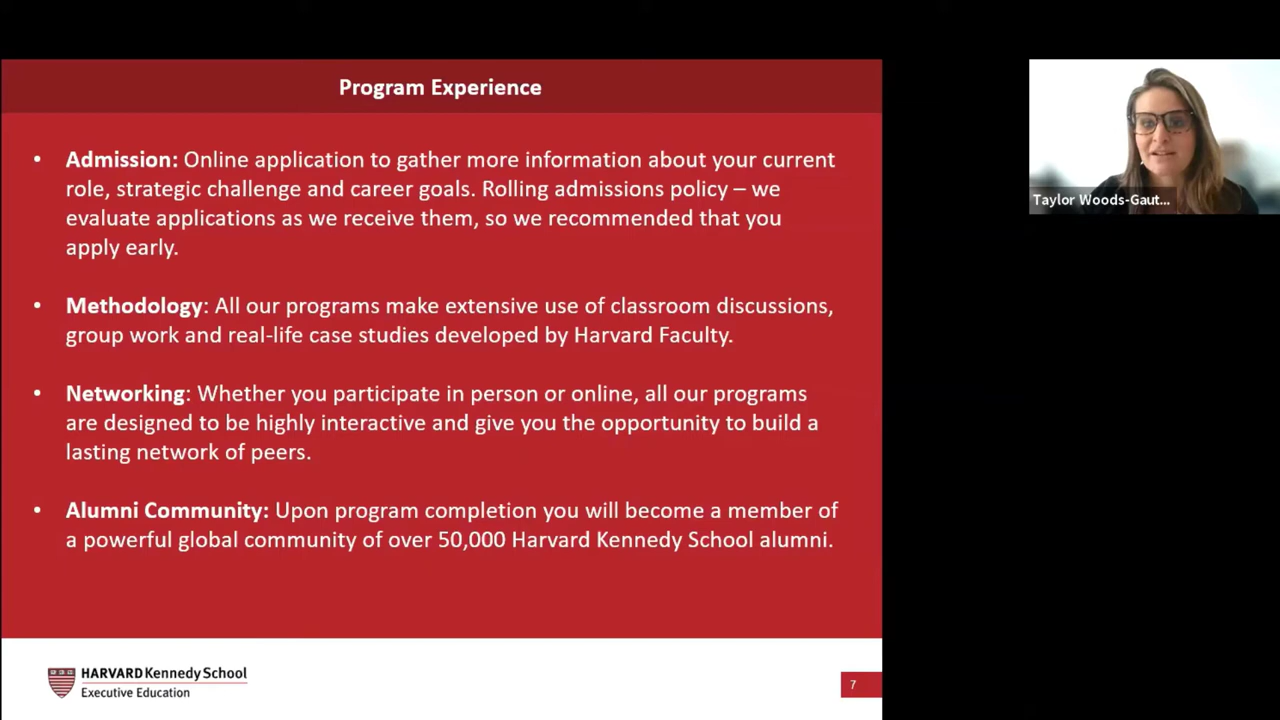 Program Experience
• Admission: Online application to gather more information about your current
role, strategic challenge and career goals. Rolling admissions policy – we
evaluate applications as we receive them, so we recommended that you
apply early.
• Methodology: All our programs make extensive use of classroom discussions,
group work and real-life case studies developed by Harvard Faculty.
• Networking: Whether you participate in person or online, all our programs
are designed to be highly interactive and give you the opportunity to build a
lasting network of peers.
• Alumni Community: Upon program completion you will become a member of
a powerful global community of over 50,000 Harvard Kennedy School alumni.
HARVARD Kennedy School
Executive Education
7
Taylor Woods-Gaut...